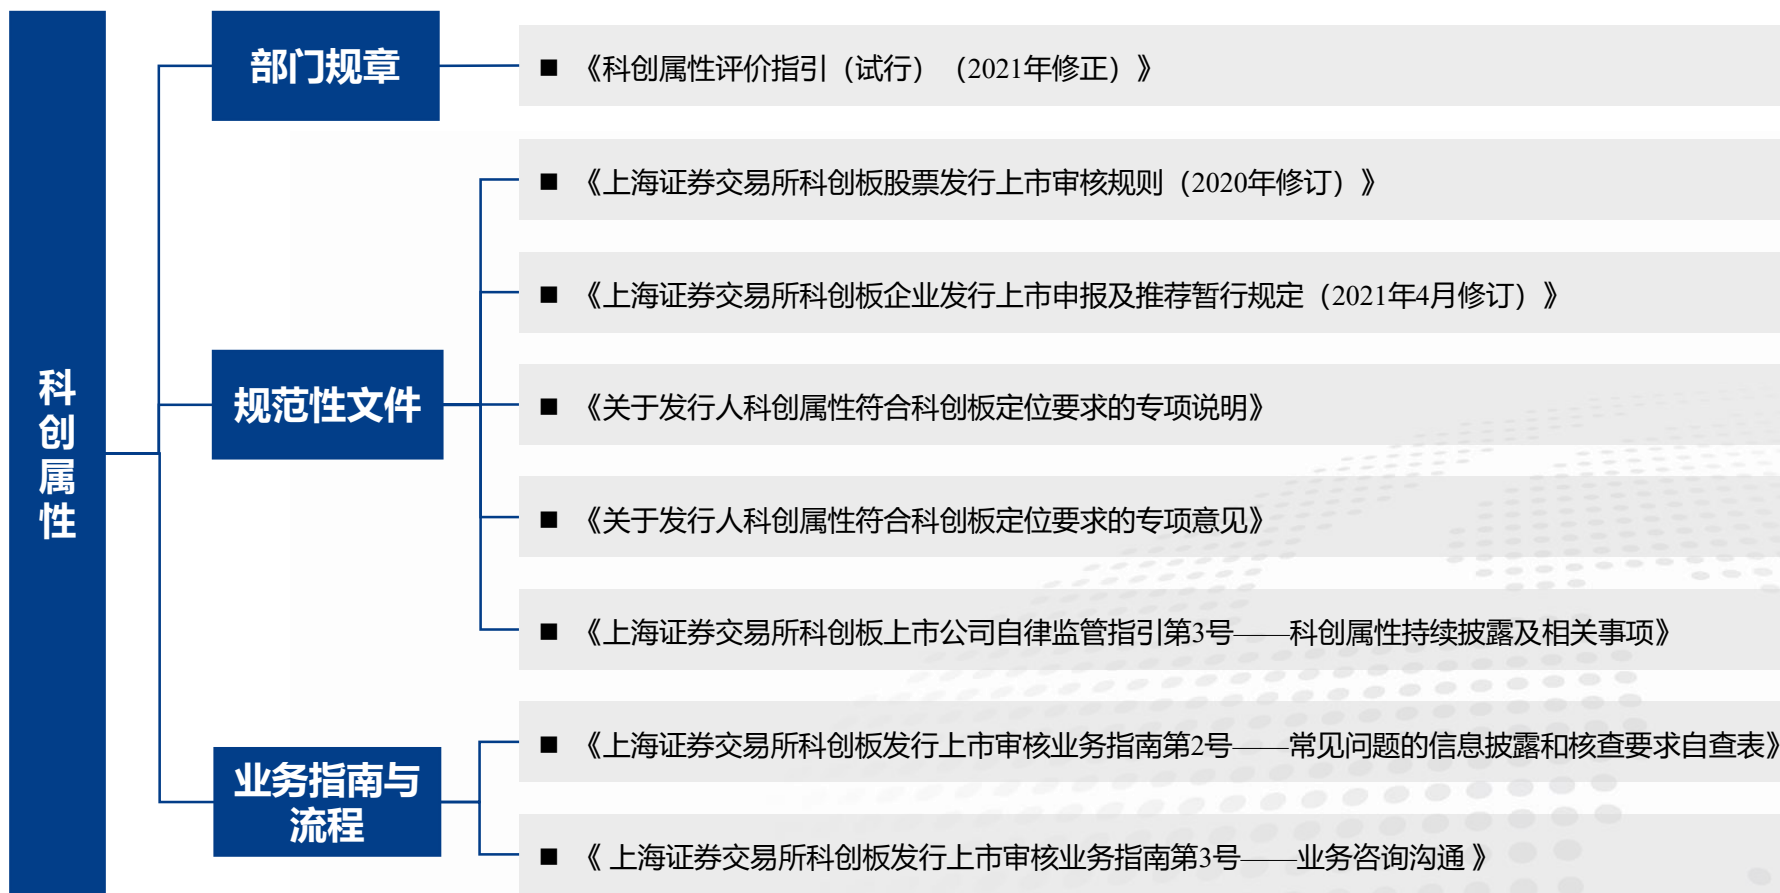 科创属性
部门规章
■ 《科创属性评价指引（试行）（2021年修正）》
规范性文件
■ 《上海证券交易所科创板股票发行上市审核规则（2020年修订）》
■ 《上海证券交易所科创板企业发行上市申报及推荐暂行规定（2021年4月修订）》
■ 《关于发行人科创属性符合科创板定位要求的专项说明》
■ 《关于发行人科创属性符合科创板定位要求的专项意见》
■ 《上海证券交易所科创板上市公司自律监管指引第3号——科创属性持续披露及相关事项》
业务指南与
流程
■ 《上海证券交易所科创板发行上市审核业务指南第2号——常见问题的信息披露和核查要求自查表》
■ 《 上海证券交易所科创板发行上市审核业务指南第3号——业务咨询沟通 》